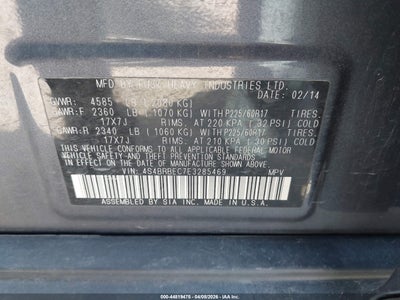 MFD BY FUJI HEAVY INDUSTRIES LTD. 02/14
GVWR: 4585 LB (2080 KG)
GAWR:F 2360 LB (1070 KG) WITH P225/60R17 TIRES.
17X7J RIMS. AT 220 KPA (32 PSI) COLD
GAWR:R 2340 LB (1060 KG) WITH P225/60R17 TIRES.
17X7J RIMS. AT 210 KPA (30 PSI) COLD
THIS VEHICLE CONFORMS TO ALL APPLICABLE FEDERAL MOTOR
VEHICLE SAFETY AND THEFT PREVENTION STANDARDS IN EFFECT
ON THE DATE OF MANUFACTURE SHOWN ABOVE.
VIN: 4S4BRBEC7E3285469 MPV
ASSEMBLED BY SIA INC. MADE IN U.S.A.
000-44819475 - 04/09/2026 -